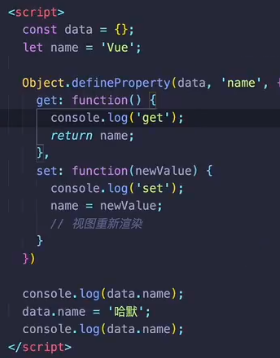 <script>
const data = {};
let name = 'Vue';
Object.defineProperty(data, 'name', {
get: function() {
console.log('get');
return name;
},
set: function(newValue) {
console.log('set');
name = newValue;
// 视图重新渲染
}
})
console.log(data.name);
data.name = '哈默';
console.log(data.name);
</script>